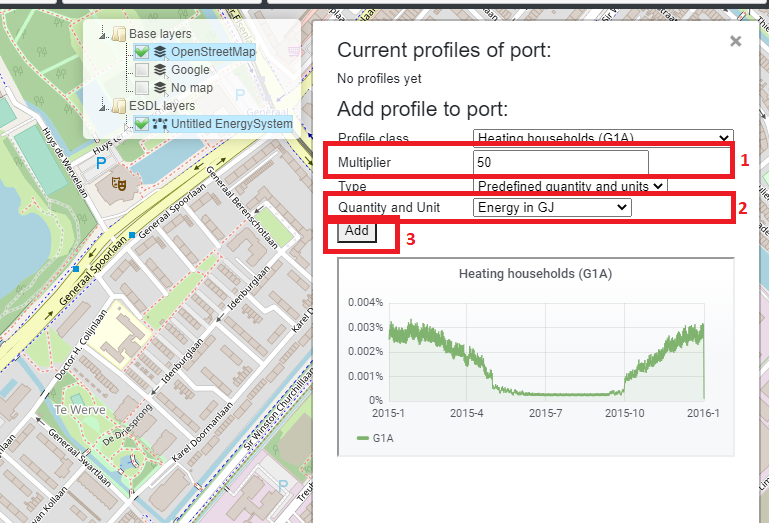 Base layers
OpenStreetMap
Google
No map
ESDL layers
Untitled EnergySystem
×
Current profiles of port:
No profiles yet
Add profile to port:
Profile class
Heating households (G1A)
Multiplier
50
1
Type
Predefined quantity and units
Quantity and Unit
Energy in GJ
2
Add
3
Heating households (G1A)
0.004%
0.003%
0.002%
0.001%
0%
2015-1
2015-4
2015-7
2015-10
2016-1
G1A
Huys de Wervelaan
P
P
P
Generaal Spoorlaan
Generaal Spoorlaan
Generaal Berenschotlaan
Idenburglaan
Idenburglaan
Doctor H. Colijnlaan
Te Werve
De Driesprong
Karel Doormanlaan
Generaal Swartlaan
Sir Winston Churchilllaan
van Kollaan